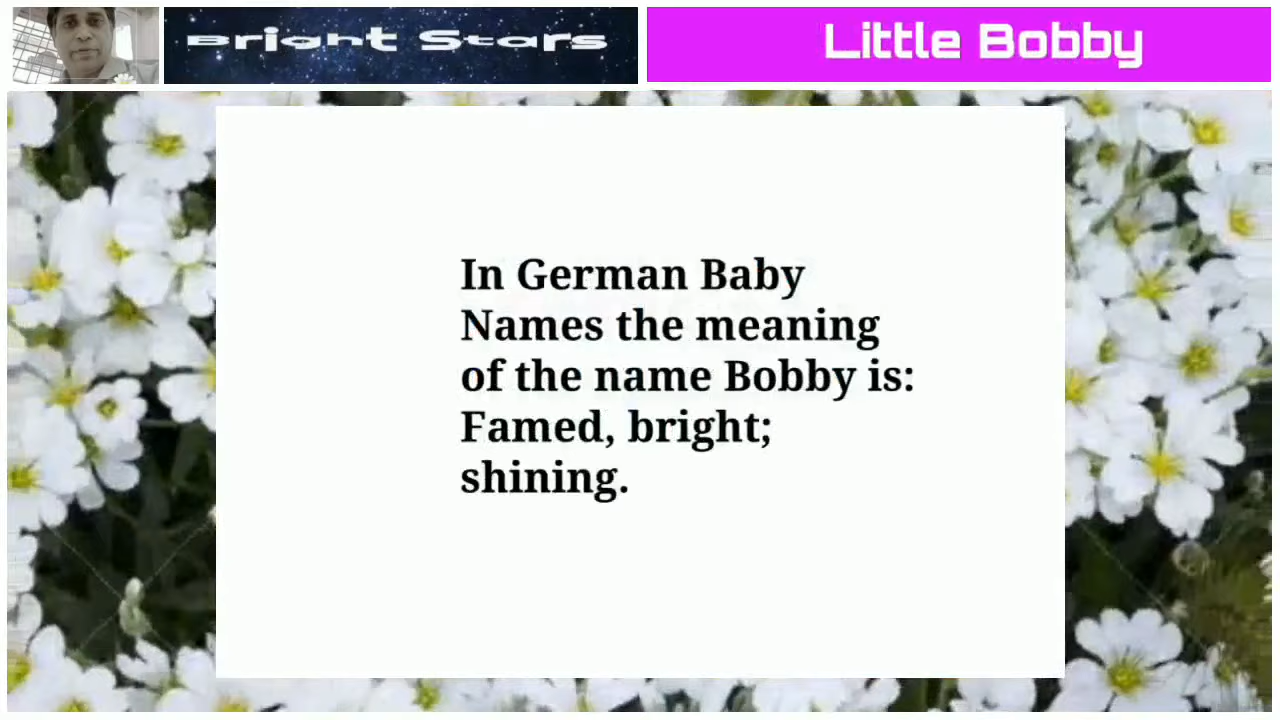 Bright Stars
Little Bobby
In German Baby
Names the meaning
of the name Bobby is:
Famed, bright;
shining.